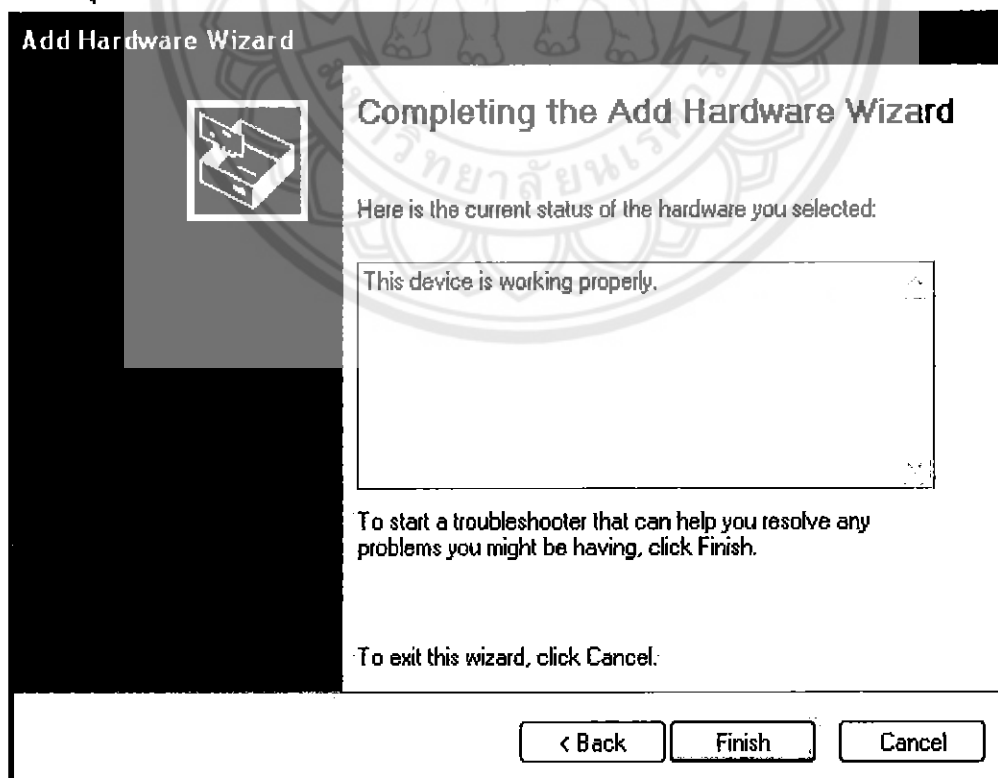 Add Hardware Wizard
Completing the Add Hardware Wizard
Here is the current status of the hardware you selected:
This device is working properly.
To start a troubleshooter that can help you resolve any
problems you might be having, click Finish.
To exit this wizard, click Cancel.
< Back Finish Cancel